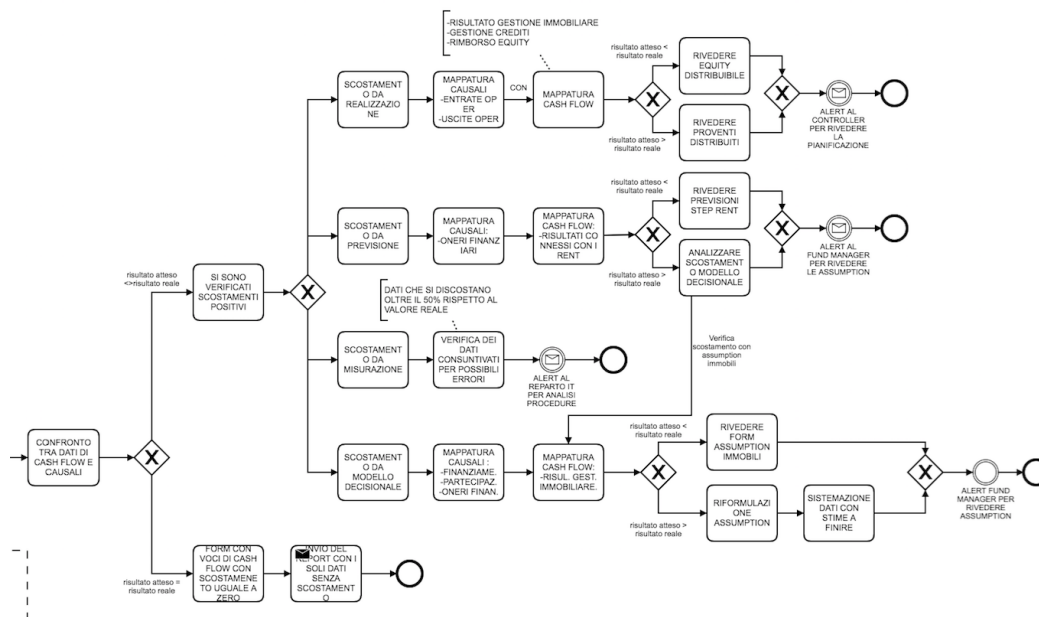 -RISULTATO GESTIONE IMMOBILIARE
-GESTIONE CREDITI
-RIMBORSO EQUITY
risultato atteso <
risultato reale
RIVEDERE
EQUITY
DISTRIBUIBILE
SCOSTAMENT
O DA
REALIZZAZIO
NE
MAPPATURA
CAUSALI
-ENTRATE OP
ER
-USCITE OPER
CON
MAPPATURA
CASH FLOW
X
X
ALERT AL
CONTROLLER
PER RIVEDERE
LA
PIANIFICAZIONE
risultato atteso >
risultato reale
RIVEDERE
PROVENTI
DISTRIBUITI
risultato atteso <
risultato reale
RIVEDERE
PREVISIONI
STEP RENT
SCOSTAMENT
O DA
PREVISIONE
MAPPATURA
CAUSALI:
-ONERI FINANZ
IARI
MAPPATURA
CASH FLOW:
-RISULTATI CO
NNESSI CON I
RENT
X
X
ALERT AL
FUND MANAGER
PER RIVEDERE
LE ASSUMPTION
risultato atteso >
risultato reale
ANALIZZARE
SCOSTAMENT
O MODELLO
DECISIONALE
risultato atteso
<>risultato reale
SI SONO
VERIFICATI
SCOSTAMENTI
POSITIVI
X
DATI CHE SI DISCOSTANO
OLTRE IL 50% RISPETTO AL
VALORE REALE
SCOSTAMENT
O DA
MISURAZIONE
VERIFICA DEI
DATI
CONSUNTIVATI
PER POSSIBILI
ERRORI
ALERT AL
REPARTO IT
PER ANALISI
PROCEDURE
Verifica
scostamento con
assumption
immobili
CONFRONTO
TRA DATI DI
CASH FLOW E
CAUSALI
X
SCOSTAMENT
O DA
MODELLO
DECISIONALE
MAPPATURA
CAUSALI :
-FINANZIAME.
-PARTECIPAZ.
-ONERI FINAN.
MAPPATURA
CASH FLOW:
-RISUL. GEST.
IMMOBILIARE.
risultato atteso <
risultato reale
RIVEDERE
FORM
ASSUMPTION
IMMOBILI
X
X
ALERT FUND
MANAGER PER
RIVEDERE
ASSUMPTION
risultato atteso >
risultato reale
RIFORMULAZI
ONE
ASSUMPTION
SISTEMAZIONE
DATI CON
STIME A
FINIRE
risultato atteso =
risultato reale
FORM CON
VOCI DI CASH
FLOW CON
SCOSTAMENE
TO UGUALE A
ZERO
INVIO DEL
REPORT CON I
SOLI DATI
SENZA
SCOSTAMENT
O